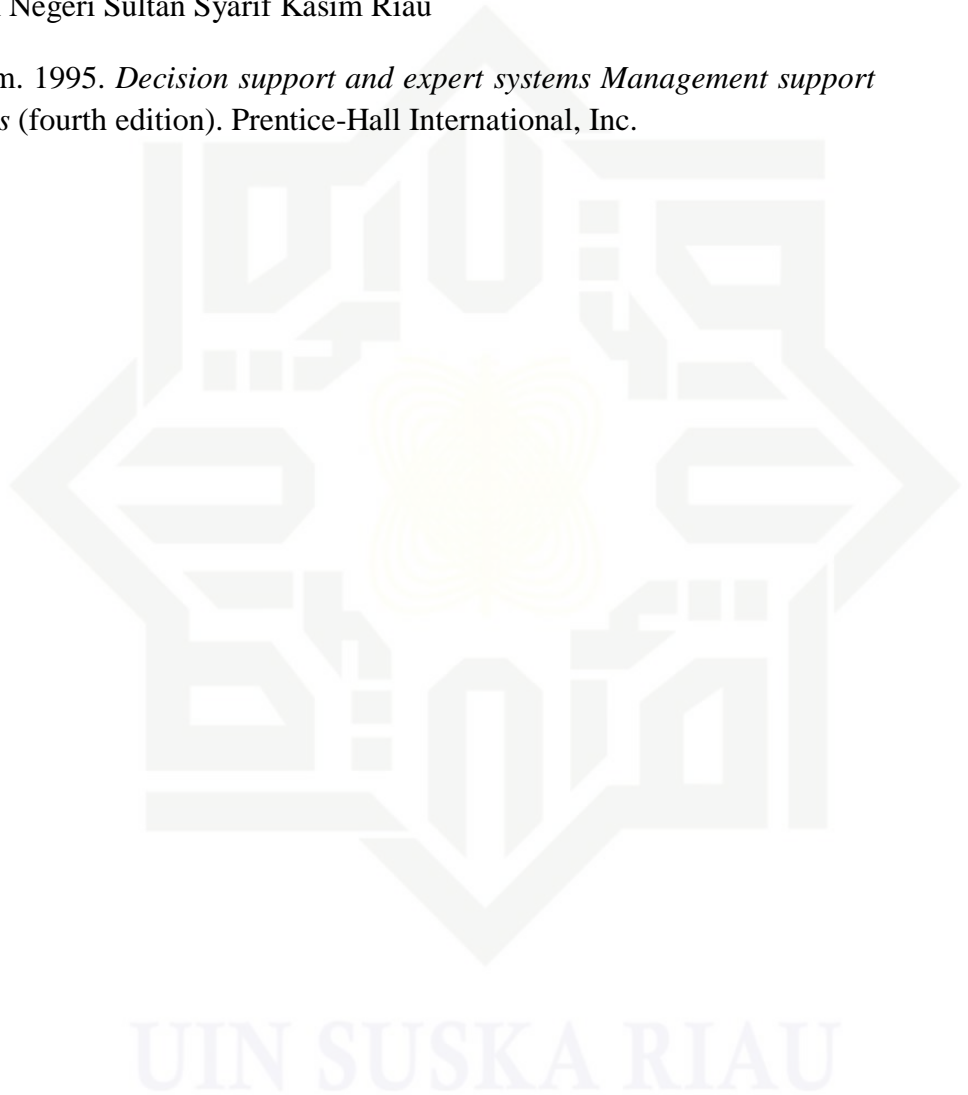 Negeri Sultan Syarif Kasim Riau
m. 1995. Decision support and expert systems Management support
s (fourth edition). Prentice-Hall International, Inc.
UIN SUSKA RIAU